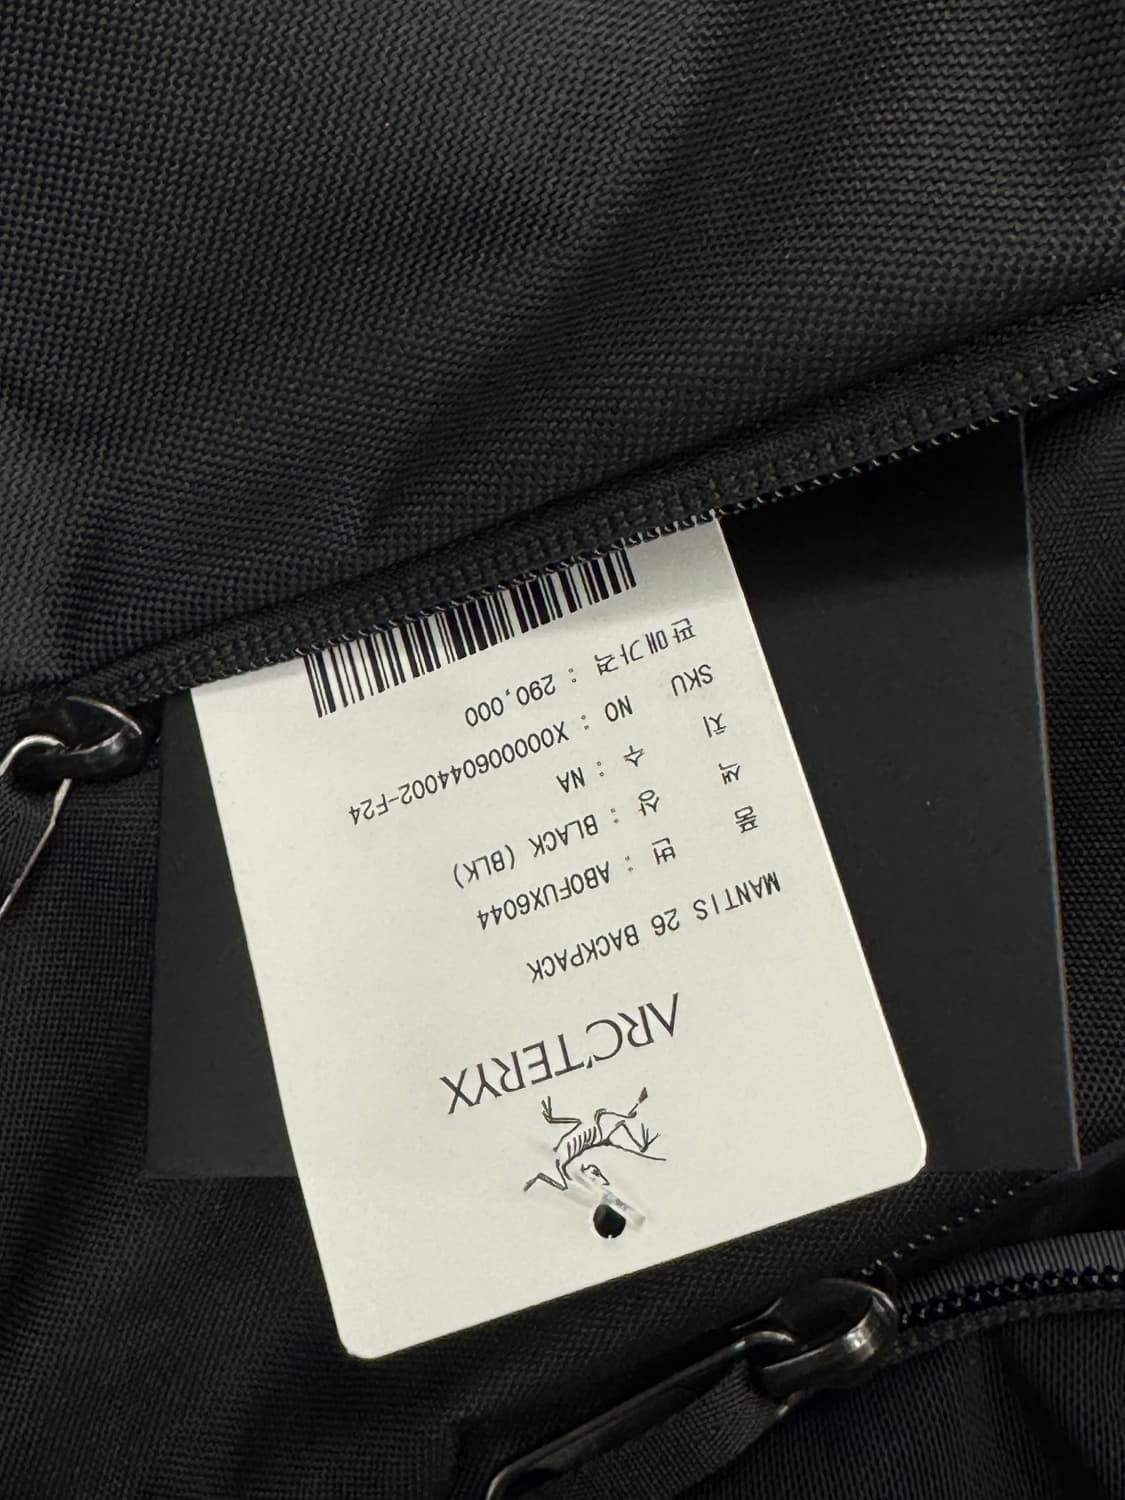 ARC'TERYX
MANTIS 26 BACKPACK
품 번 : ABOFUX6044
색 상 : BLACK (BLK)
치 수 : NA
SKU NO : X000006044002-F24
판매가격 : 290,000